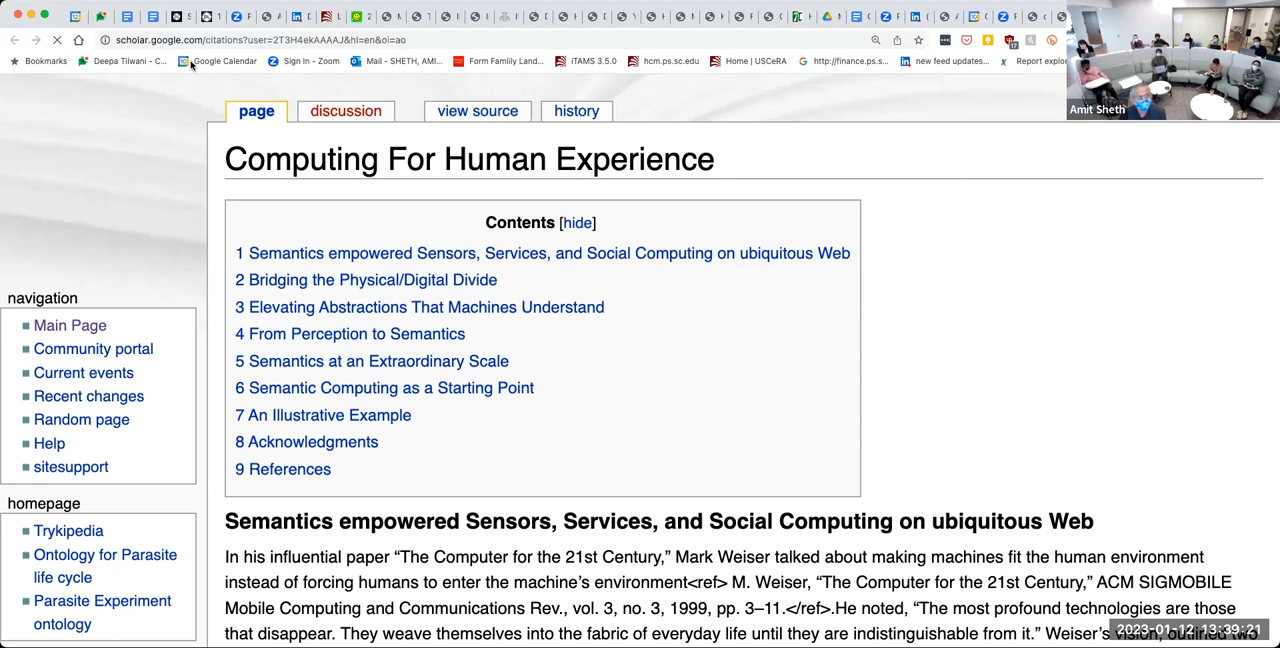 scholar.google.com/citations?user=2T3H4ekAAAAJ&hl=en&oi=ao
Bookmarks
Deepa Tilwani - C...
Google Calendar
Sign In - Zoom
Mail - SHETH, AMI...
Form Famlily Land...
iTAMS 3.5.0
hcm.ps.sc.edu
Home | USCeRA
http://finance.ps.s...
new feed updates...
Report explor
Amit Sheth
page
discussion
view source
history
Computing For Human Experience
Contents [hide]
1 Semantics empowered Sensors, Services, and Social Computing on ubiquitous Web
2 Bridging the Physical/Digital Divide
3 Elevating Abstractions That Machines Understand
4 From Perception to Semantics
5 Semantics at an Extraordinary Scale
6 Semantic Computing as a Starting Point
7 An Illustrative Example
8 Acknowledgments
9 References
navigation
Main Page
Community portal
Current events
Recent changes
Random page
Help
sitesupport
homepage
Trykipedia
Ontology for Parasite
life cycle
Parasite Experiment
ontology
Semantics empowered Sensors, Services, and Social Computing on ubiquitous Web
In his influential paper “The Computer for the 21st Century,” Mark Weiser talked about making machines fit the human environment
instead of forcing humans to enter the machine’s environment<ref> M. Weiser, “The Computer for the 21st Century,” ACM SIGMOBILE
Mobile Computing and Communications Rev., vol. 3, no. 3, 1999, pp. 3–11.</ref>.He noted, “The most profound technologies are those
that disappear. They weave themselves into the fabric of everyday life until they are indistinguishable from it.” Weiser’s vision, outlined two
2023-01-12 13:39:21